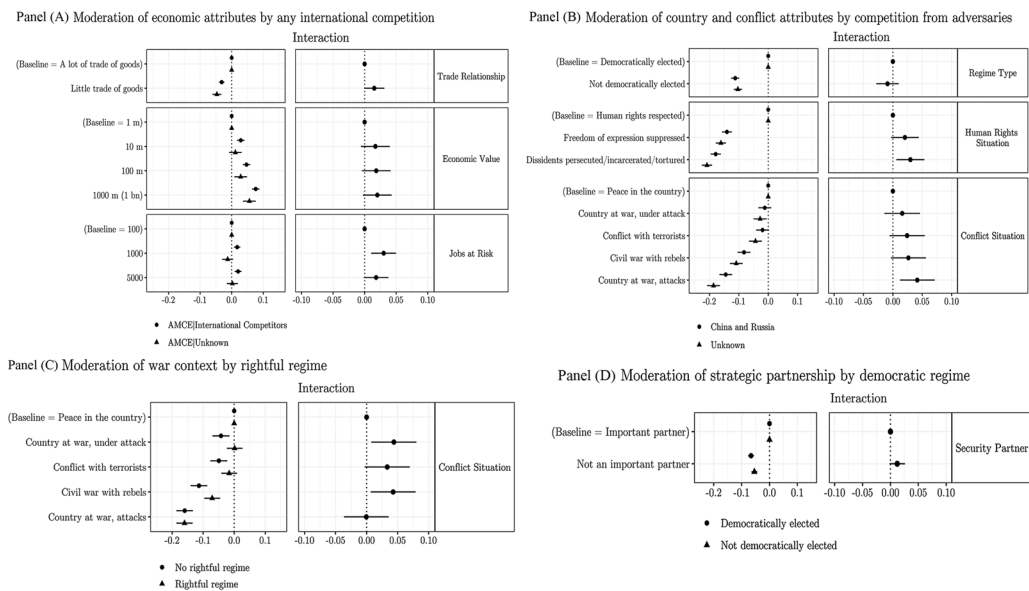 Panel (A) Moderation of economic attributes by any international competition
Interaction
(Baseline = A lot of trade of goods)
Little trade of goods
Trade Relationship
(Baseline = 1 m)
10 m
100 m
1000 m (1 bn)
Economic Value
(Baseline = 100)
1000
5000
Jobs at Risk
-0.2 -0.1 0.0 0.1
-0.10 -0.05 0.00 0.05 0.10
AMCE|International Competitors
AMCE|Unknown
Panel (B) Moderation of country and conflict attributes by competition from adversaries
Interaction
(Baseline = Democratically elected)
Not democratically elected
Regime Type
(Baseline = Human rights respected)
Freedom of expression suppressed
Dissidents persecuted/incarcerated/tortured
Human Rights
Situation
(Baseline = Peace in the country)
Country at war, under attack
Conflict with terrorists
Civil war with rebels
Country at war, attacks
Conflict Situation
-0.2 -0.1 0.0 0.1
-0.10 -0.05 0.00 0.05 0.10
China and Russia
Unknown
Panel (C) Moderation of war context by rightful regime
Interaction
(Baseline = Peace in the country)
Country at war, under attack
Conflict with terrorists
Civil war with rebels
Country at war, attacks
Conflict Situation
-0.2 -0.1 0.0 0.1
-0.10 -0.05 0.00 0.05 0.10
No rightful regime
Rightful regime
Panel (D) Moderation of strategic partnership by democratic regime
Interaction
(Baseline = Important partner)
Not an important partner
Security Partner
-0.2 -0.1 0.0 0.1
-0.10 -0.05 0.00 0.05 0.10
Democratically elected
Not democratically elected